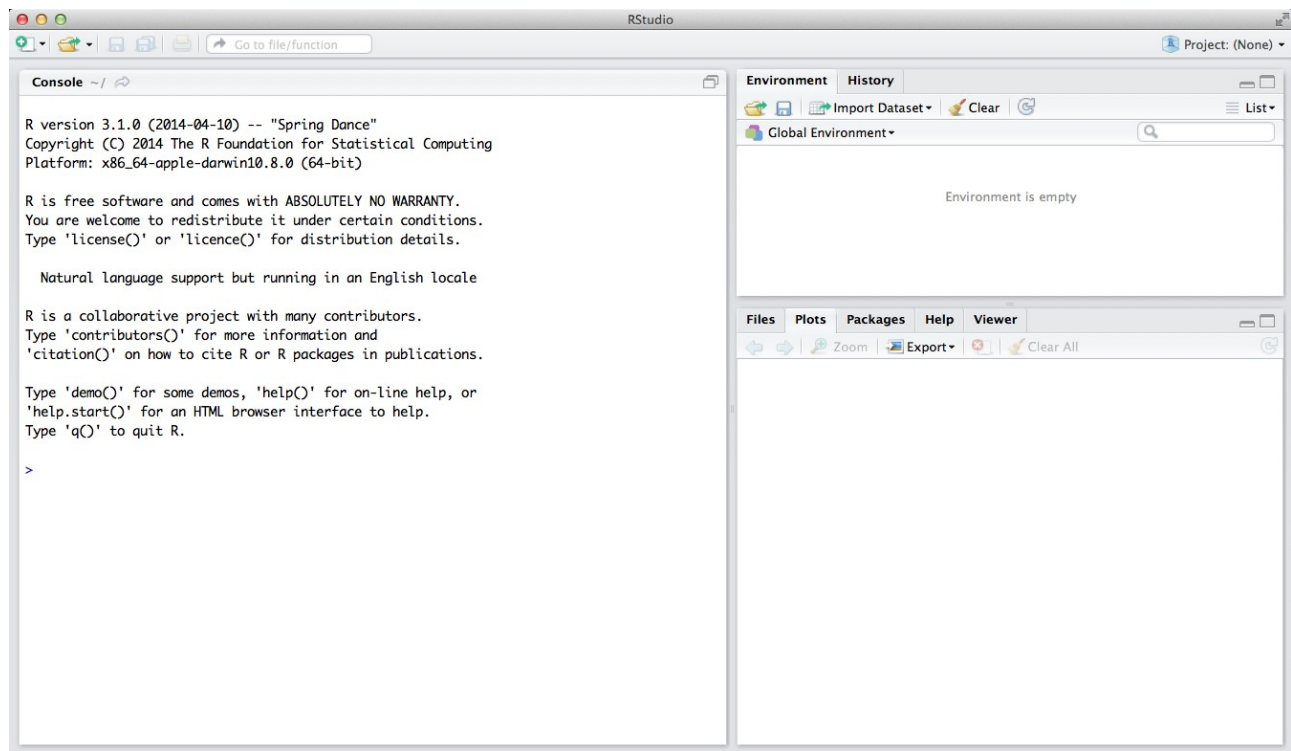 RStudio
Go to file/function
Project: (None)
Console ~/
R version 3.1.0 (2014-04-10) -- "Spring Dance"
Copyright (C) 2014 The R Foundation for Statistical Computing
Platform: x86_64-apple-darwin10.8.0 (64-bit)
R is free software and comes with ABSOLUTELY NO WARRANTY.
You are welcome to redistribute it under certain conditions.
Type 'license()' or 'licence()' for distribution details.
Natural language support but running in an English locale
R is a collaborative project with many contributors.
Type 'contributors()' for more information and
'citation()' on how to cite R or R packages in publications.
Type 'demo()' for some demos, 'help()' for on-line help, or
'help.start()' for an HTML browser interface to help.
Type 'q()' to quit R.
>
Environment History
Import Dataset Clear List
Global Environment
Environment is empty
Files Plots Packages Help Viewer
Zoom Export Clear All